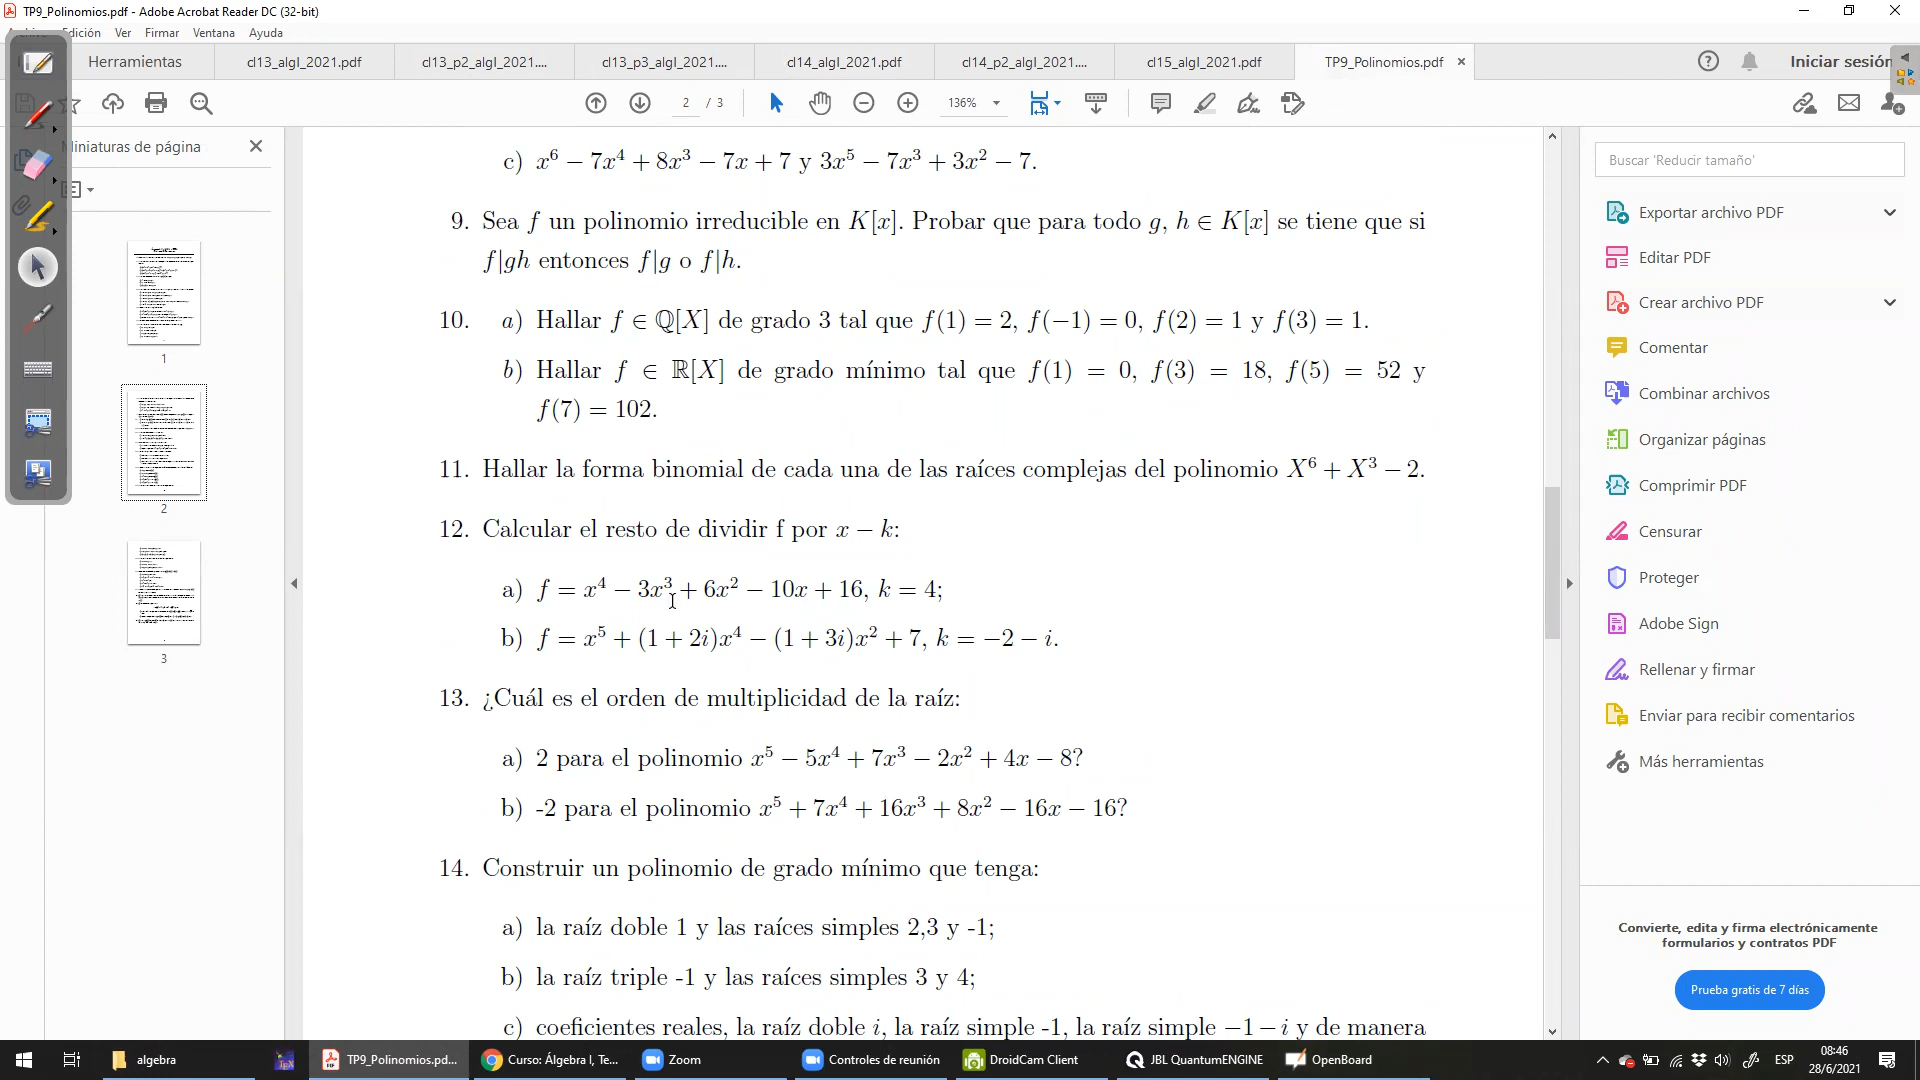 TP9_Polinomios.pdf - Adobe Acrobat Reader DC (32-bit)
Edición Ver Firmar Ventana Ayuda
Herramientas cl13_algI_2021.pdf cl13_p2_algI_2021.... cl13_p3_algI_2021.... cl14_algI_2021.pdf cl14_p2_algI_2021.... cl15_algI_2021.pdf TP9_Polinomios.pdf Iniciar sesión
2 / 3 136%
Miniaturas de página
1
2
3
c) x⁶ − 7x⁴ + 8x³ − 7x + 7 y 3x⁵ − 7x³ + 3x² − 7.
9. Sea f un polinomio irreducible en K[x]. Probar que para todo g, h ∈ K[x] se tiene que si
f|gh entonces f|g o f|h.
10. a) Hallar f ∈ ℚ[X] de grado 3 tal que f(1) = 2, f(−1) = 0, f(2) = 1 y f(3) = 1.
b) Hallar f ∈ ℝ[X] de grado mínimo tal que f(1) = 0, f(3) = 18, f(5) = 52 y
f(7) = 102.
11. Hallar la forma binomial de cada una de las raíces complejas del polinomio X⁶ + X³ − 2.
12. Calcular el resto de dividir f por x − k:
a) f = x⁴ − 3x³ + 6x² − 10x + 16, k = 4;
b) f = x⁵ + (1 + 2i)x⁴ − (1 + 3i)x² + 7, k = −2 − i.
13. ¿Cuál es el orden de multiplicidad de la raíz:
a) 2 para el polinomio x⁵ − 5x⁴ + 7x³ − 2x² + 4x − 8?
b) -2 para el polinomio x⁵ + 7x⁴ + 16x³ + 8x² − 16x − 16?
14. Construir un polinomio de grado mínimo que tenga:
a) la raíz doble 1 y las raíces simples 2,3 y -1;
b) la raíz triple -1 y las raíces simples 3 y 4;
c) coeficientes reales, la raíz doble i, la raíz simple -1, la raíz simple −1 − i y de manera
Buscar 'Reducir tamaño'
Exportar archivo PDF
Editar PDF
Crear archivo PDF
Comentar
Combinar archivos
Organizar páginas
Comprimir PDF
Censurar
Proteger
Adobe Sign
Rellenar y firmar
Enviar para recibir comentarios
Más herramientas
Convierte, edita y firma electrónicamente
formularios y contratos PDF
Prueba gratis de 7 días
algebra TP9_Polinomios.pd... Curso: Álgebra I, Te... Zoom Controles de reunión DroidCam Client JBL QuantumENGINE OpenBoard ESP 08:46
28/6/2021